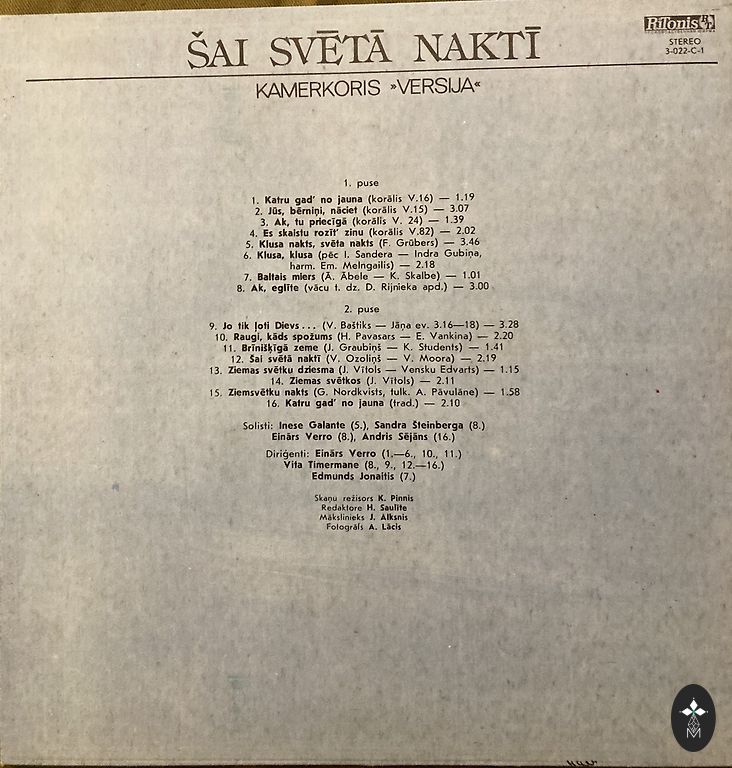 RiTonis RT
STEREO
3-022-C-1
ŠAI SVĒTĀ NAKTĪ
KAMERKORIS »VERSIJA«
1. puse
1. Katru gad' no jauna (korālis V.16) — 1.19
2. Jūs, bērniņi, nāciet (korālis V.15) — 3.07
3. Ak, tu priecīgā (korālis V. 24) — 1.39
4. Es skaistu rozīt' zinu (korālis V.82) — 2.02
5. Klusa nakts, svēta nakts (F. Grūbers) — 3.46
6. Klusa, klusa (pēc I. Sandera — Indra Gubiņa,
harm. Em. Melngailis) — 2.18
7. Baltais miers (Ā. Ābele — K. Skalbe) — 1.01
8. Ak, eglīte (vācu t. dz. D. Rijnieka apd.) — 3.00
2. puse
9. Jo tik ļoti Dievs... (V. Baštiks — Jāņa ev. 3.16—18) — 3.28
10. Raugi, kāds spožums (H. Pavasars — E. Vankina) — 2.20
11. Brīnišķīgā zeme (J. Graubiņš — K. Students) — 1.41
12. Šai svētā naktī (V. Ozoliņš — V. Moora) — 2.19
13. Ziemas svētku dziesma (J. Vītols — Vensku Edvarts) — 1.15
14. Ziemas svētkos (J. Vītols) — 2.11
15. Ziemsvētku nakts (G. Nordkvists, tulk. A. Pāvulāne) — 1.58
16. Katru gad' no jauna (trad.) — 2.10
Solisti: Inese Galante (5.), Sandra Šteinberga (8.)
Einārs Verro (8.), Andris Sējāns (16.)
Diriģenti: Einārs Verro (1.—6., 10., 11.)
Vita Timermane (8., 9., 12.—16.)
Edmunds Jonaitis (7.)
Skaņu režisors K. Pinnis
Redaktore H. Saulīte
Mākslinieks J. Alksnis
Fotogrāfs A. Lācis
M